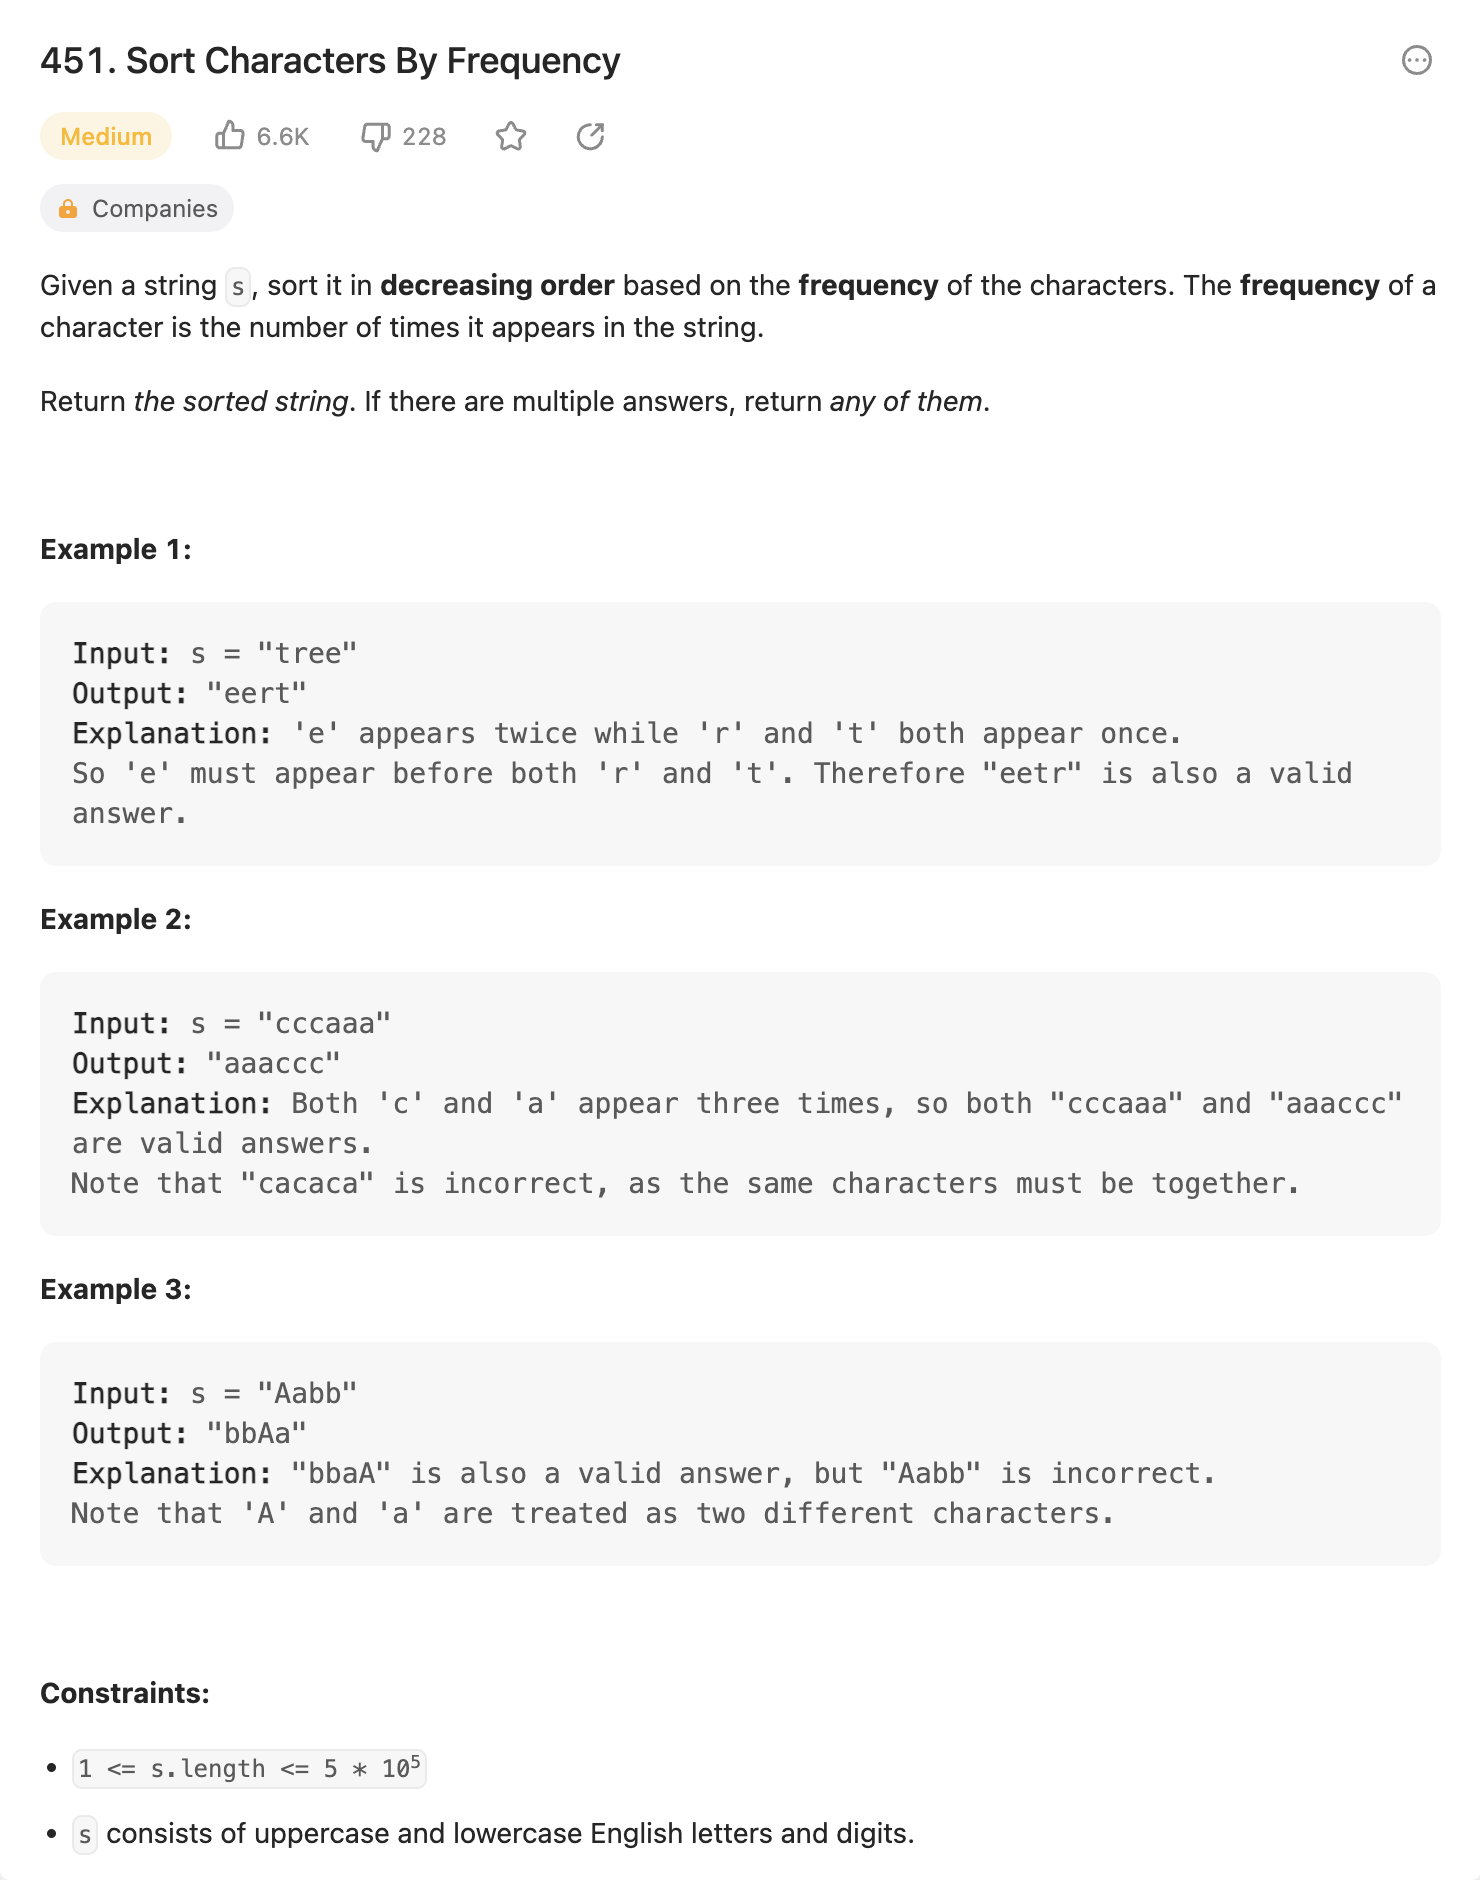 451. Sort Characters By Frequency
Medium 6.6K 228
Companies
Given a string s, sort it in decreasing order based on the frequency of the characters. The frequency of a
character is the number of times it appears in the string.
Return the sorted string. If there are multiple answers, return any of them.
Example 1:
Input: s = "tree"
Output: "eert"
Explanation: 'e' appears twice while 'r' and 't' both appear once.
So 'e' must appear before both 'r' and 't'. Therefore "eetr" is also a valid
answer.
Example 2:
Input: s = "cccaaa"
Output: "aaaccc"
Explanation: Both 'c' and 'a' appear three times, so both "cccaaa" and "aaaccc"
are valid answers.
Note that "cacaca" is incorrect, as the same characters must be together.
Example 3:
Input: s = "Aabb"
Output: "bbAa"
Explanation: "bbaA" is also a valid answer, but "Aabb" is incorrect.
Note that 'A' and 'a' are treated as two different characters.
Constraints:
• 1 <= s.length <= 5 * 10⁵
• s consists of uppercase and lowercase English letters and digits.